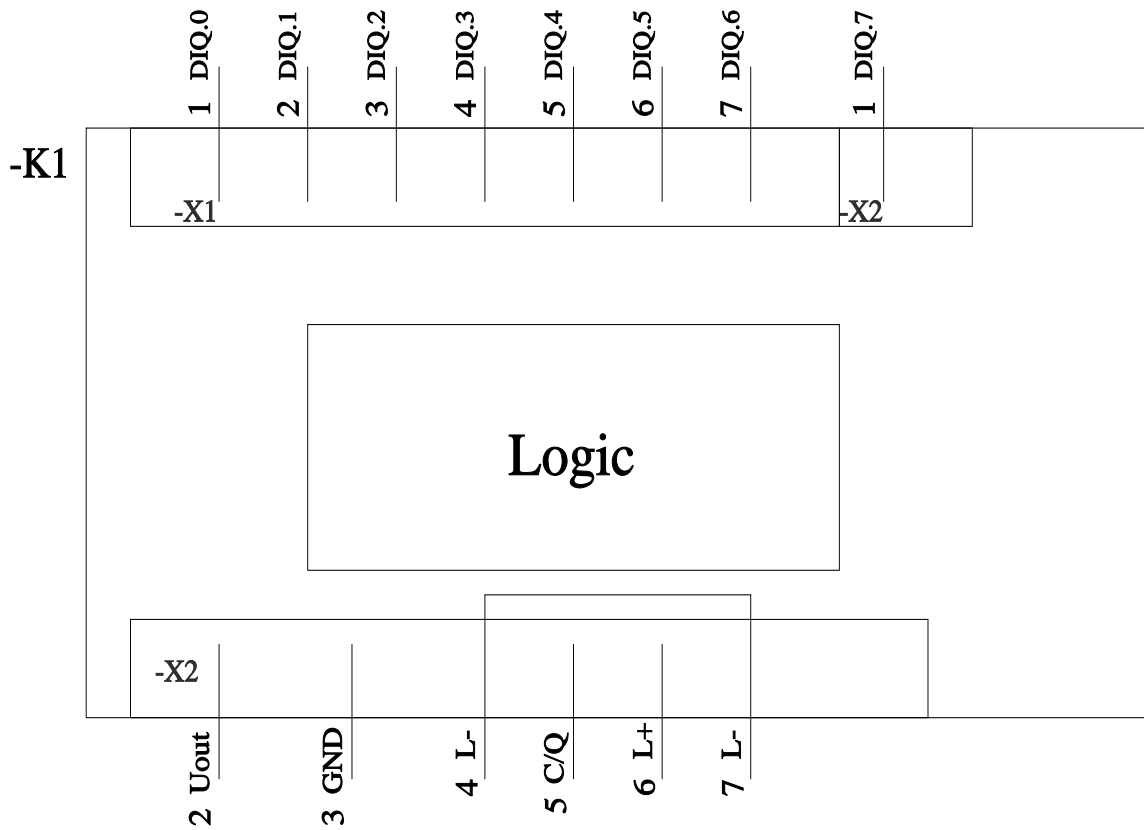 1 DIQ.0
2 DIQ.1
3 DIQ.2
4 DIQ.3
5 DIQ.4
6 DIQ.5
7 DIQ.6
1 DIQ.7
-K1
-X1
-X2
Logic
-X2
2 Uout
3 GND
4 L-
5 C/Q
6 L+
7 L-